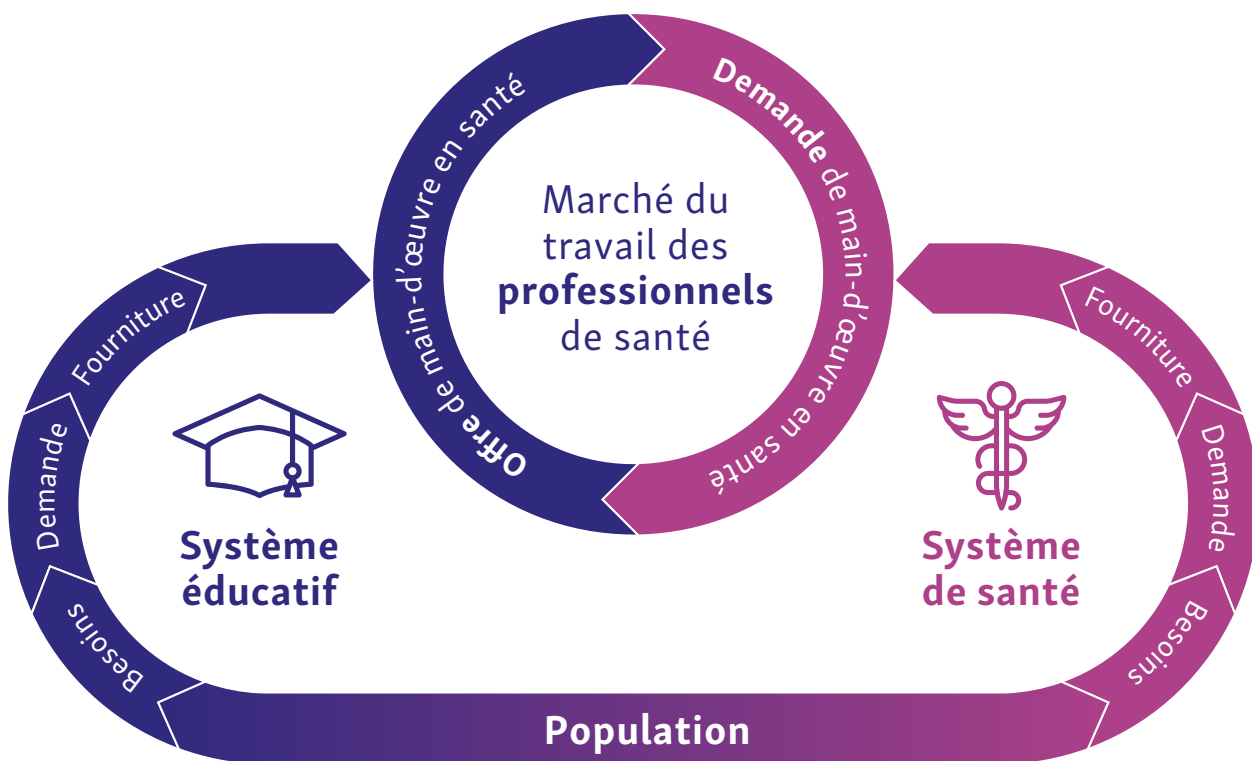 Offre de main-d'œuvre en santé
Demande de main-d'œuvre en santé
Marché du
travail des
professionnels
de santé
Fourniture
Demande
Besoins
Système
éducatif
Fourniture
Demande
Besoins
Système
de santé
Population